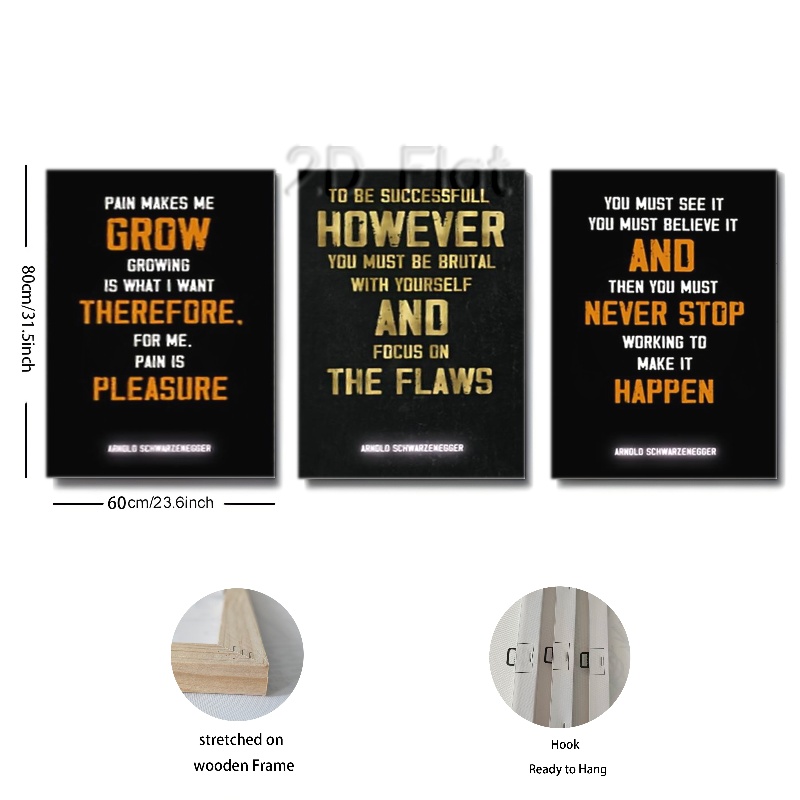 2D Flat
PAIN MAKES ME
GROW
GROWING
IS WHAT I WANT
THEREFORE.
FOR ME.
PAIN IS
PLEASURE
ARNOLD SCHWARZENEGGER
TO BE SUCCESSFULL
HOWEVER
YOU MUST BE BRUTAL
WITH YOURSELF
AND
FOCUS ON
THE FLAWS
ARNOLD SCHWARZENEGGER
YOU MUST SEE IT
YOU MUST BELIEVE IT
AND
THEN YOU MUST
NEVER STOP
WORKING TO
MAKE IT
HAPPEN
ARNOLD SCHWARZENEGGER
80cm/31.5inch
60cm/23.6inch
stretched on
wooden Frame
Hook
Ready to Hang